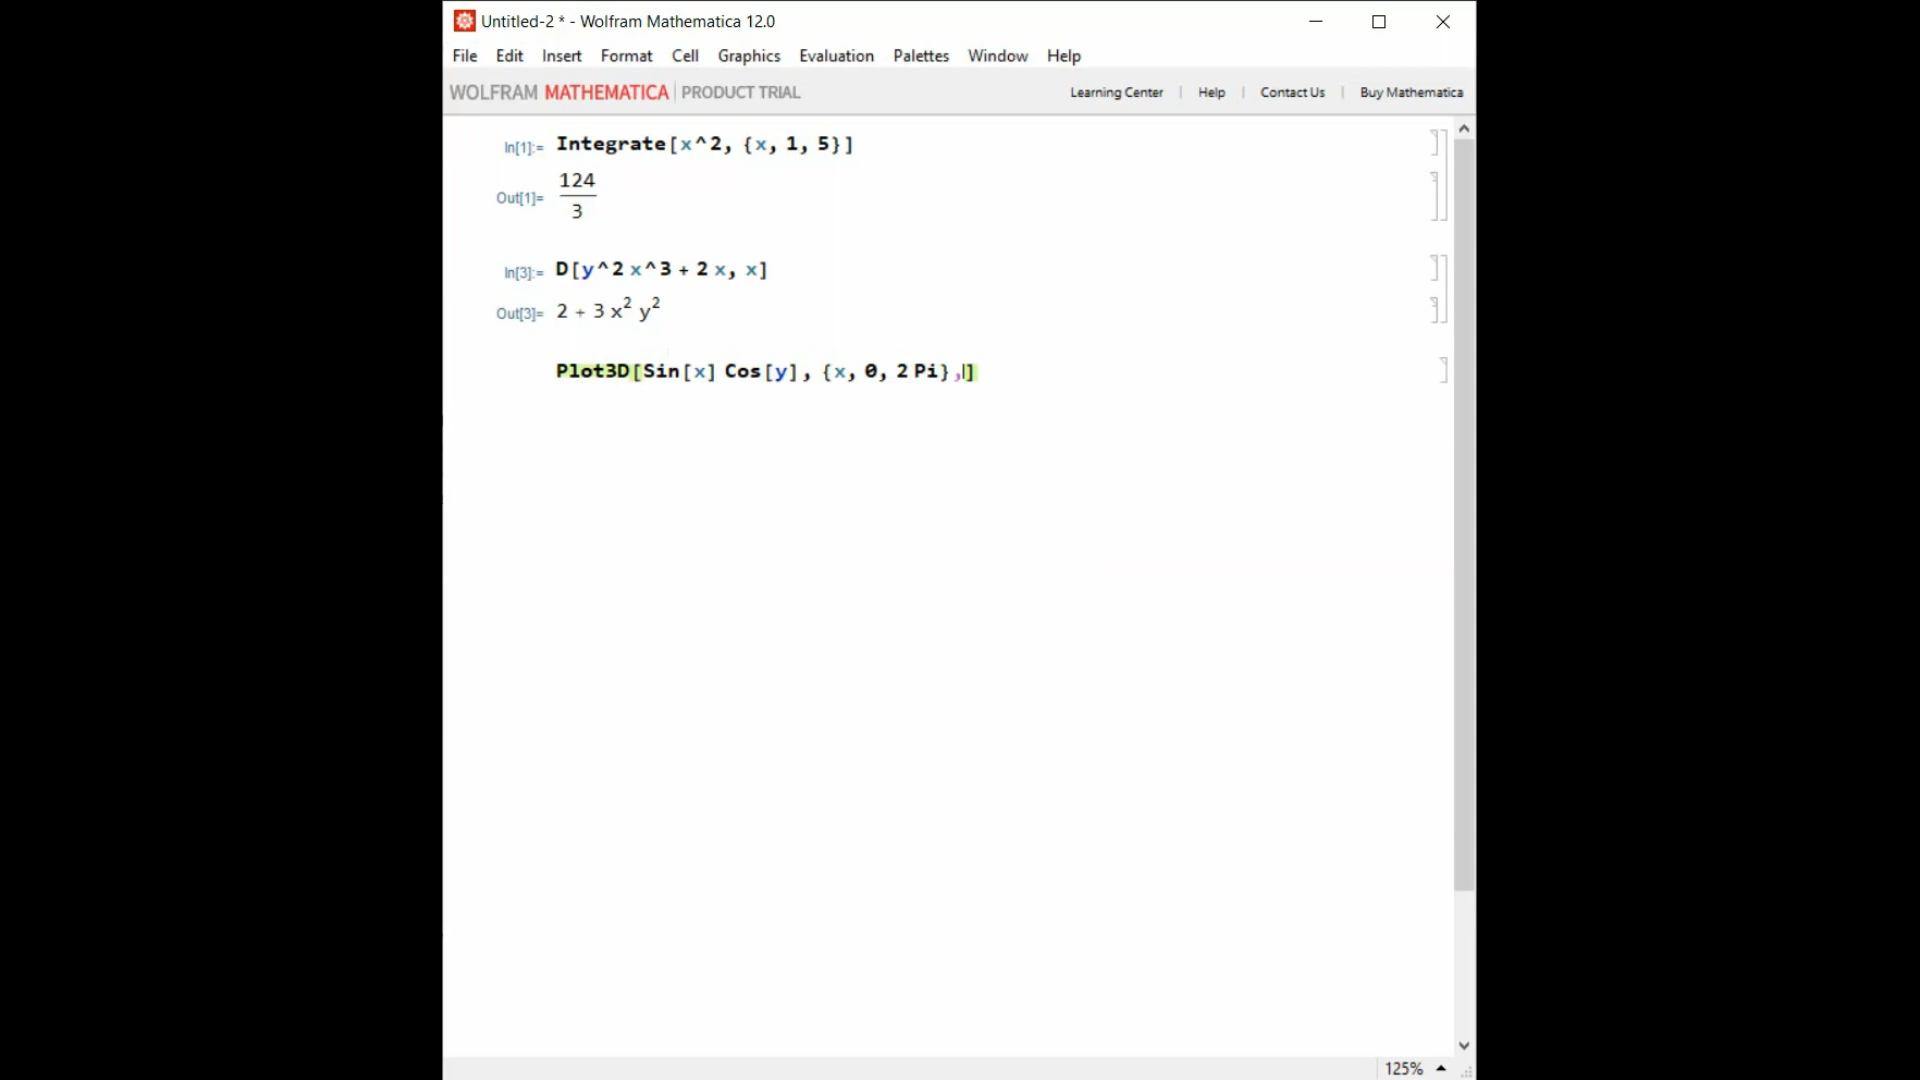 Untitled-2 * - Wolfram Mathematica 12.0
File Edit Insert Format Cell Graphics Evaluation Palettes Window Help
WOLFRAM MATHEMATICA | PRODUCT TRIAL Learning Center | Help | Contact Us | Buy Mathematica
In[1]:= Integrate[x^2, {x, 1, 5}]
124
Out[1]=
3
In[3]:= D[y^2 x^3 + 2 x, x]
Out[3]= 2 + 3 x² y²
Plot3D[Sin[x] Cos[y], {x, 0, 2 Pi},]
125%